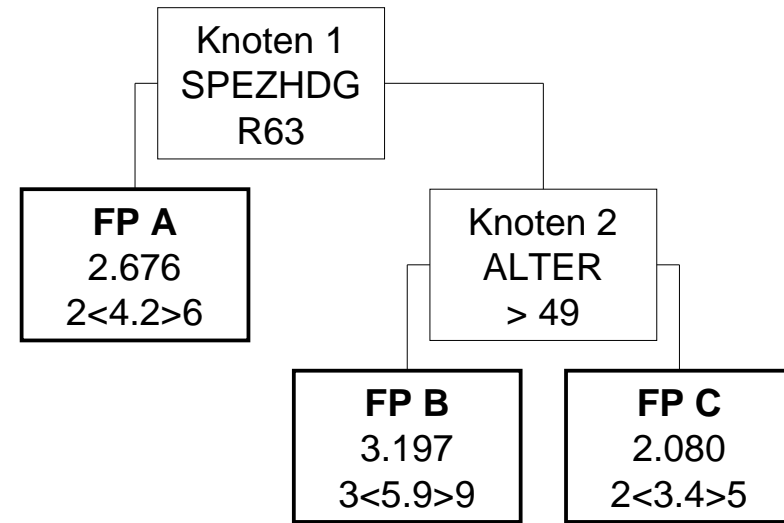 Knoten 1
SPEZHDG
R63
FP A
2.676
2<4.2>6
Knoten 2
ALTER
> 49
FP B
3.197
3<5.9>9
FP C
2.080
2<3.4>5